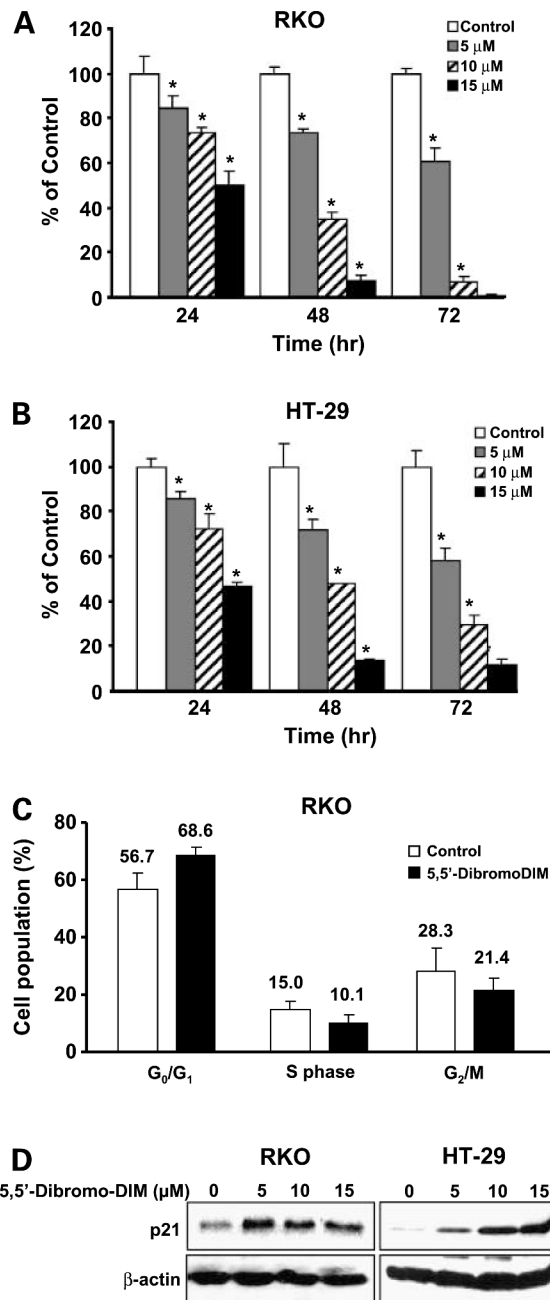 A
RKO
Control
5 μM
10 μM
15 μM
% of Control
120
100
80
60
40
20
0
* * * * * * * *
24 48 72
Time (hr)
B
HT-29
Control
5 μM
10 μM
15 μM
% of Control
120
100
80
60
40
20
0
* * * * * * * *
24 48 72
Time (hr)
C
RKO
Control
5,5'-DibromoDIM
Cell population (%)
80
60
40
20
0
56.7 68.6 15.0 10.1 28.3 21.4
G0/G1 S phase G2/M
D
RKO HT-29
5,5'-Dibromo-DIM (μM) 0 5 10 15 0 5 10 15
p21
β-actin